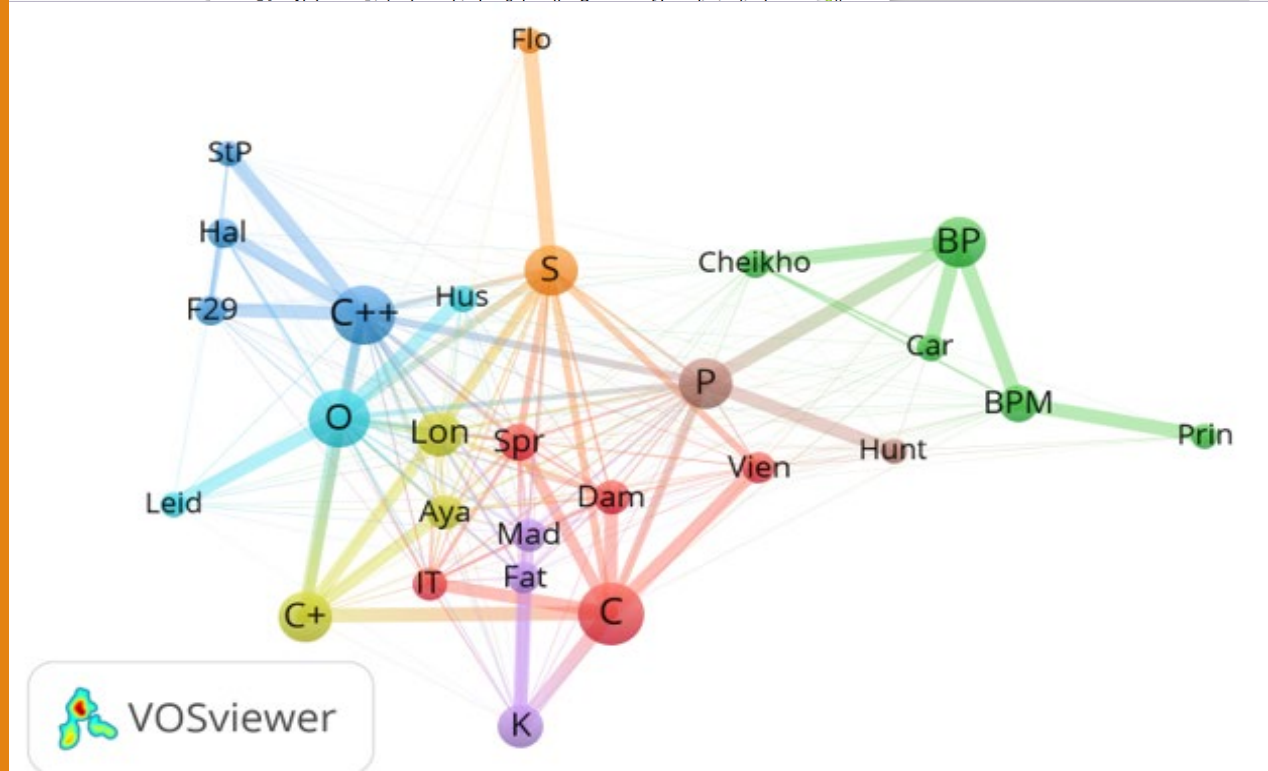 Flo
StP
Hal
BP
Cheikho
S
Hus
F29
C++
Car
P
BPM
O
Lon
Spr
Prin
Hunt
Vien
Dam
Leid
Aya
Mad
Fat
IT
C
C+
K
VOSviewer